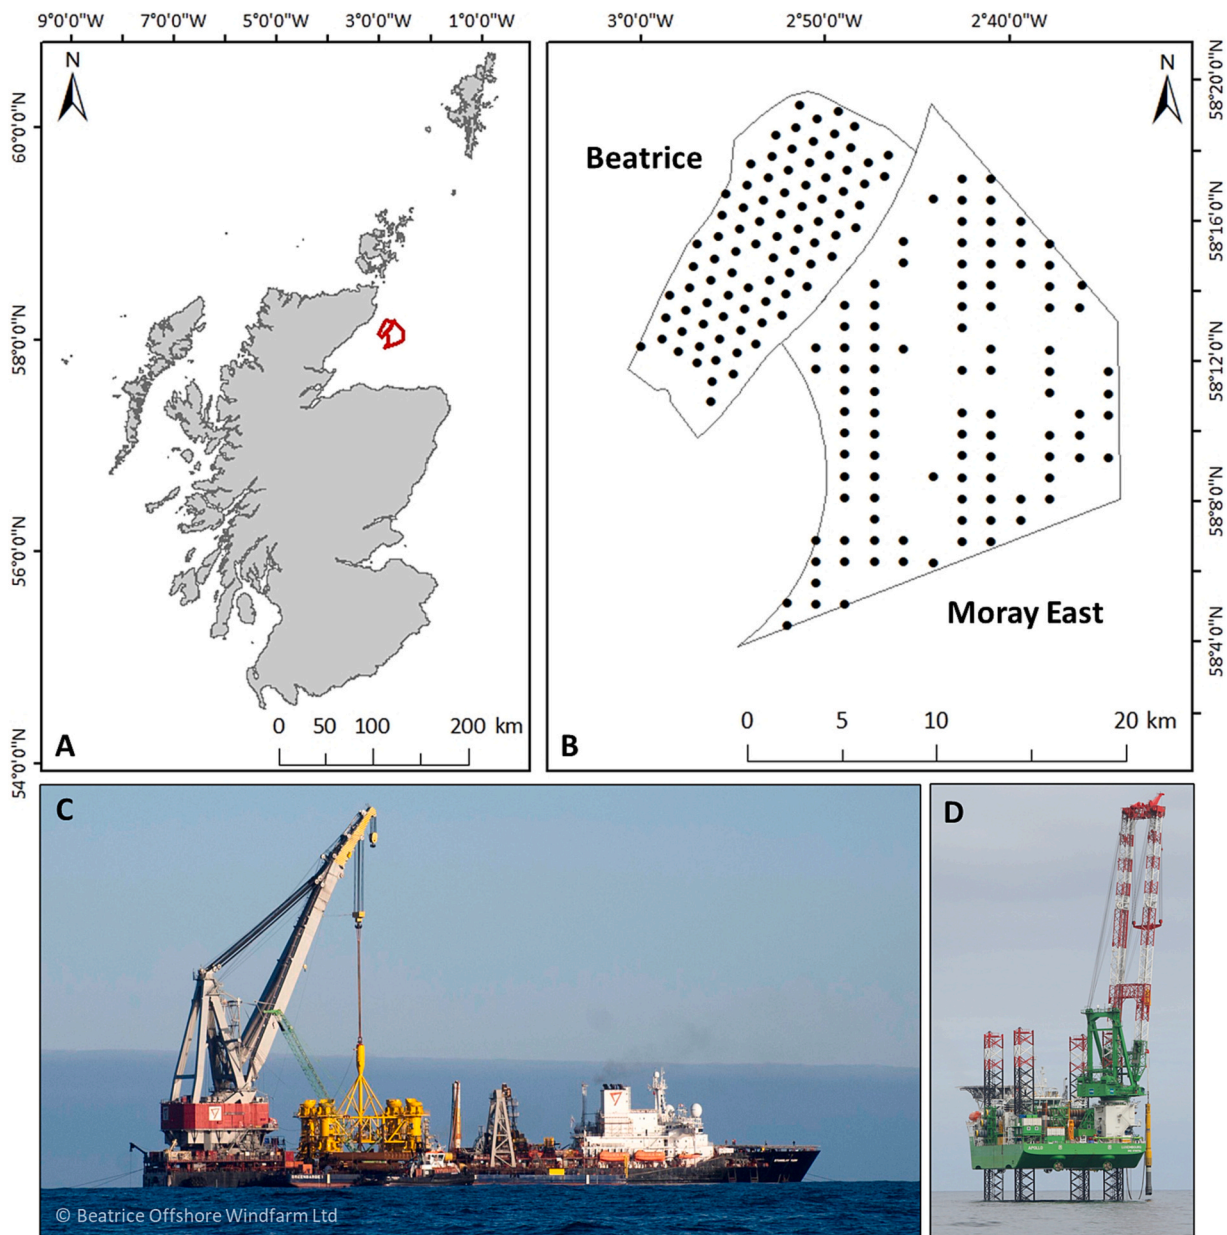 9°0'0"W 7°0'0"W 5°0'0"W 3°0'0"W 1°0'0"W
N
60°0'0"N
58°0'0"N
56°0'0"N
54°0'0"N
0 50 100 200 km
A
3°0'0"W 2°50'0"W 2°40'0"W
N
Beatrice
58°20'0"N
58°16'0"N
58°12'0"N
58°8'0"N
58°4'0"N
Moray East
0 5 10 20 km
B
C
© Beatrice Offshore Windfarm Ltd
D
APOLLO